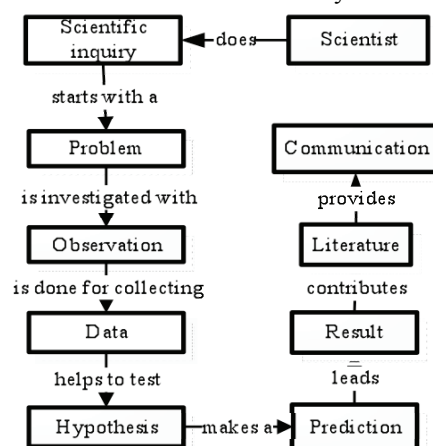 Scientific
inquiry
does
Scientist
starts with a
Problem
is investigated with
Observation
is done for collecting
Data
helps to test
Hypothesis
makes a
Prediction
leads
Result
contributes
Literature
provides
Communication